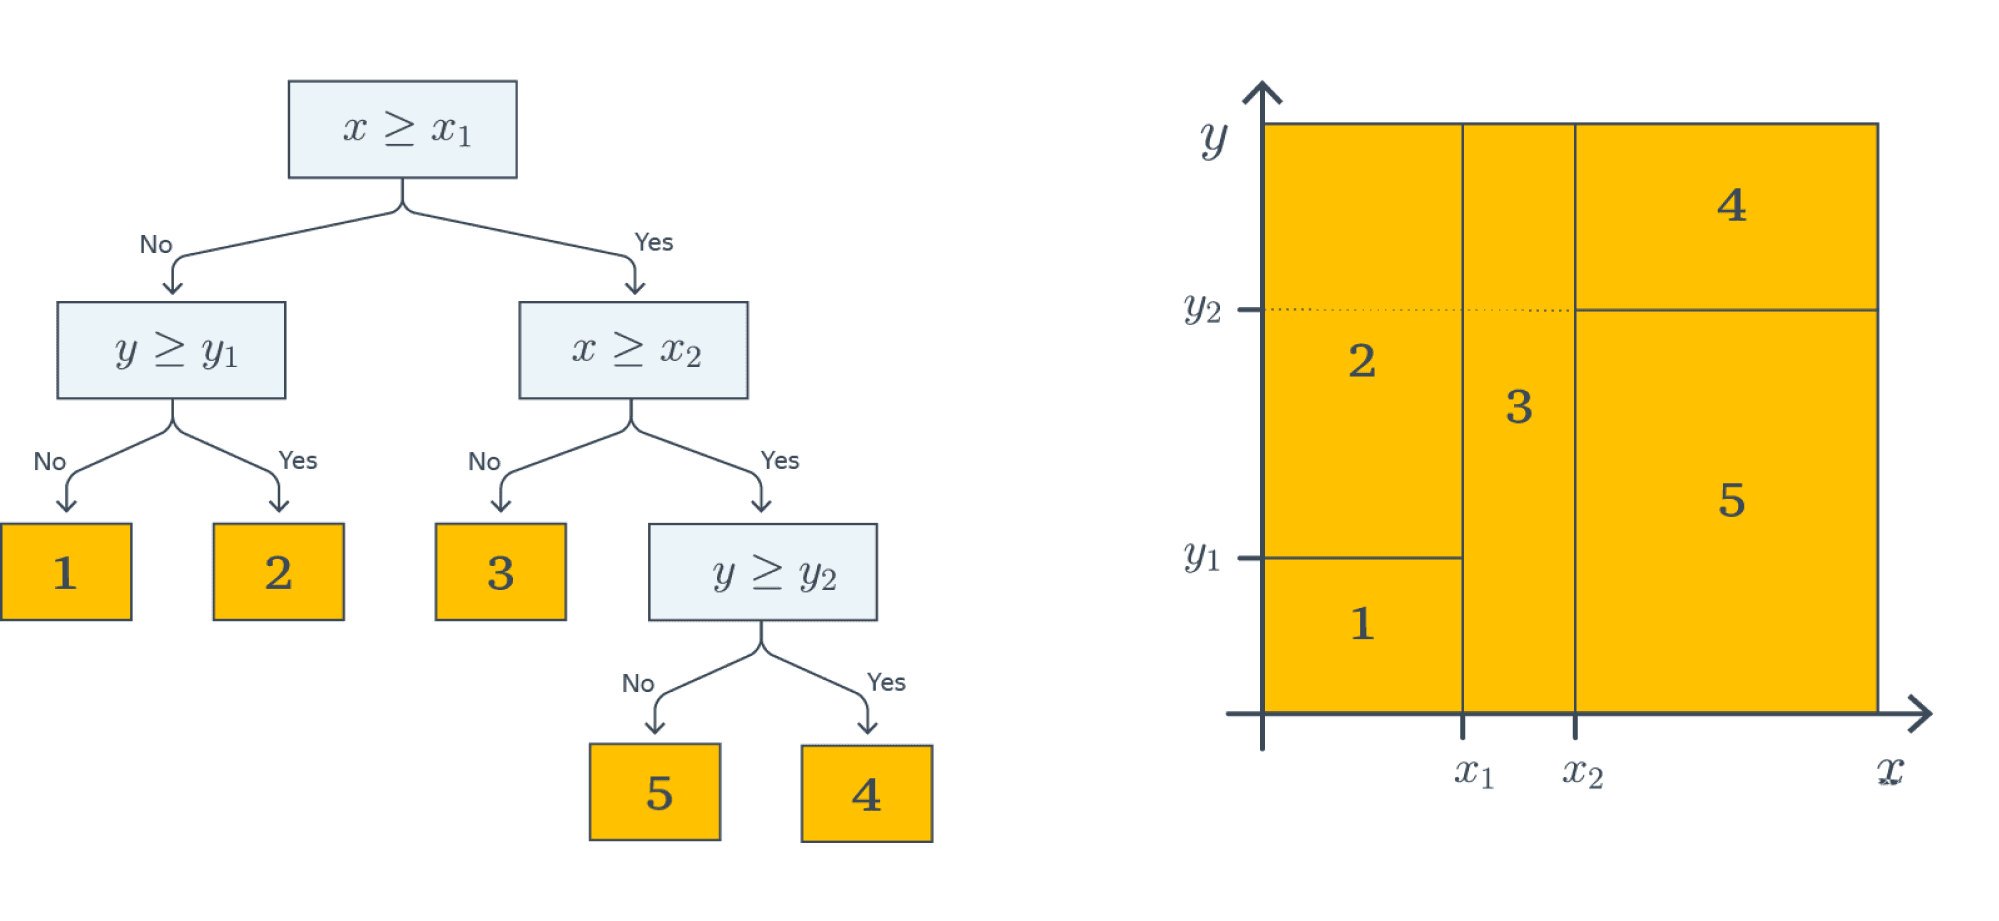 x ≥ x₁
No
Yes
y ≥ y₁
x ≥ x₂
No
Yes
No
Yes
1
2
3
y ≥ y₂
No
Yes
5
4
y
4
y₂
2
3
5
y₁
1
x₁
x₂
x